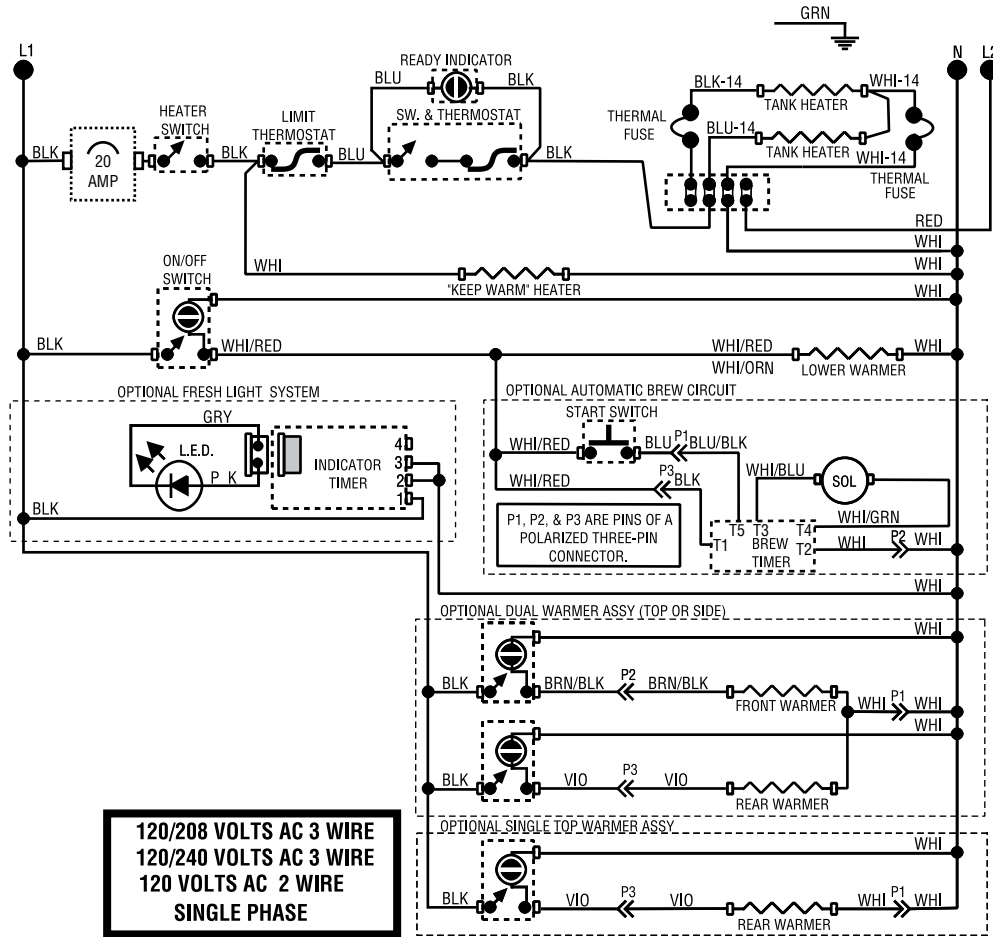 GRN
L1
N
L2
READY INDICATOR
BLU
BLK
SW. & THERMOSTAT
HEATER
SWITCH
LIMIT
THERMOSTAT
BLK
20
AMP
BLK
BLU
BLK
BLK-14
WHI-14
TANK HEATER
THERMAL
FUSE
BLU-14
TANK HEATER
WHI-14
THERMAL
FUSE
RED
WHI
WHI
WHI
"KEEP WARM" HEATER
ON/OFF
SWITCH
WHI
BLK
WHI/RED
WHI/RED
WHI/ORN
LOWER WARMER
WHI
OPTIONAL FRESH LIGHT SYSTEM
GRY
L.E.D.
P K
INDICATOR
TIMER
4
3
2
1
BLK
OPTIONAL AUTOMATIC BREW CIRCUIT
START SWITCH
WHI/RED
BLU
P1
BLU/BLK
WHI/RED
P3
BLK
WHI/BLU
SOL
WHI/GRN
P1, P2, & P3 ARE PINS OF A
POLARIZED THREE-PIN
CONNECTOR.
T1
T5
T3
T4
BREW
TIMER
T2
WHI
P2
WHI
WHI
OPTIONAL DUAL WARMER ASSY (TOP OR SIDE)
WHI
BLK
BRN/BLK
P2
BRN/BLK
FRONT WARMER
WHI
P1
WHI
WHI
BLK
VIO
P3
VIO
REAR WARMER
OPTIONAL SINGLE TOP WARMER ASSY
WHI
BLK
VIO
P3
VIO
REAR WARMER
WHI
P1
WHI
120/208 VOLTS AC 3 WIRE
120/240 VOLTS AC 3 WIRE
120 VOLTS AC 2 WIRE
SINGLE PHASE